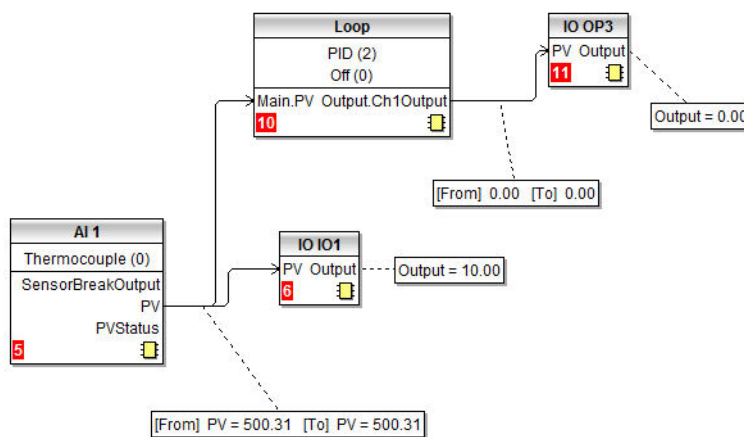 Loop
PID (2)
Off (0)
Main.PV Output.Ch1Output
10
IO OP3
PV Output
11
Output = 0.00
[From] 0.00 [To] 0.00
AI 1
Thermocouple (0)
SensorBreakOutput
PV
PVStatus
5
IO IO1
PV Output
6
Output = 10.00
[From] PV = 500.31 [To] PV = 500.31